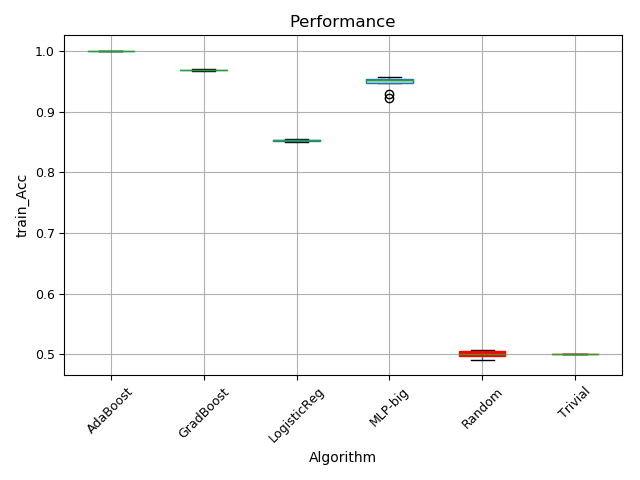 Performance
train_Acc
1.0
0.9
0.8
0.7
0.6
0.5
AdaBoost
GradBoost
LogisticReg
MLP-big
Random
Trivial
Algorithm